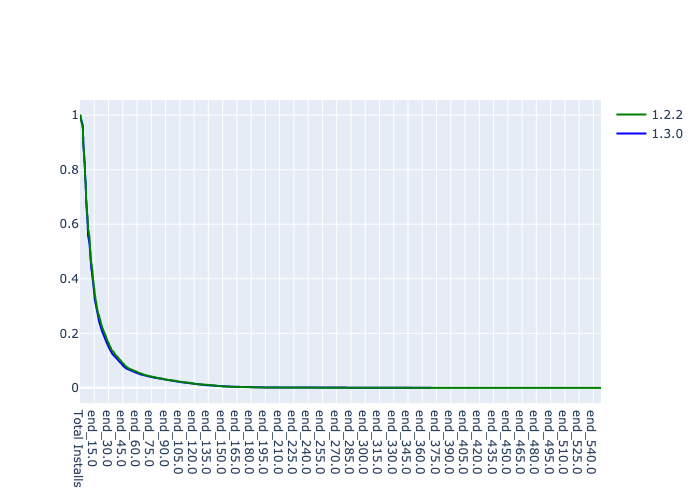 1
0.8
0.6
0.4
0.2
0
Total Installs
end_15.0
end_30.0
end_45.0
end_60.0
end_75.0
end_90.0
end_105.0
end_120.0
end_135.0
end_150.0
end_165.0
end_180.0
end_195.0
end_210.0
end_225.0
end_240.0
end_255.0
end_270.0
end_285.0
end_300.0
end_315.0
end_330.0
end_345.0
end_360.0
end_375.0
end_390.0
end_405.0
end_420.0
end_435.0
end_450.0
end_465.0
end_480.0
end_495.0
end_510.0
end_525.0
end_540.0
1.2.2
1.3.0